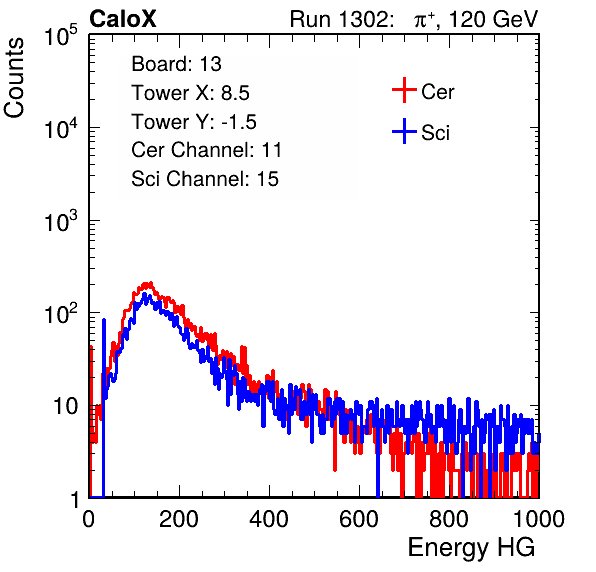 CaloX Run 1302: π⁺, 120 GeV
Counts
Board: 13
Tower X: 8.5
Tower Y: -1.5
Cer Channel: 11
Sci Channel: 15
Cer
Sci
10⁵
10⁴
10³
10²
10
1
0 200 400 600 800 1000
Energy HG